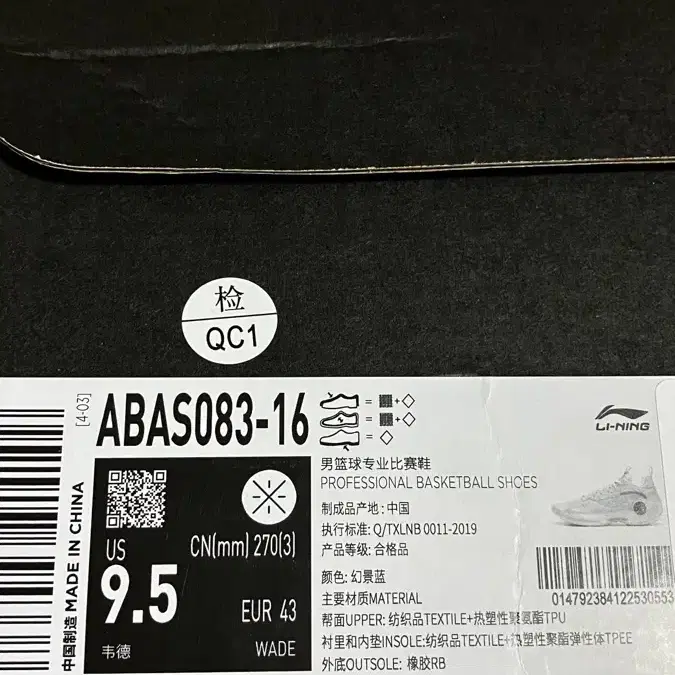 检
QC1
[4-03]
ABAS083-16
LI-NING
男篮球专业比赛鞋
PROFESSIONAL BASKETBALL SHOES
制成品产地: 中国
执行标准: Q/TXLNB 0011-2019
产品等级: 合格品
颜色: 幻景蓝
主要材质MATERIAL
帮面UPPER: 纺织品TEXTILE+热塑性聚氨酯TPU
衬里和内垫INSOLE:纺织品TEXTILE+热塑性聚酯弹性体TPEE
外底OUTSOLE: 橡胶RB
014792384122530553
US
CN(mm) 270(3)
9.5
EUR 43
韦德
WADE
中国制造 MADE IN CHINA